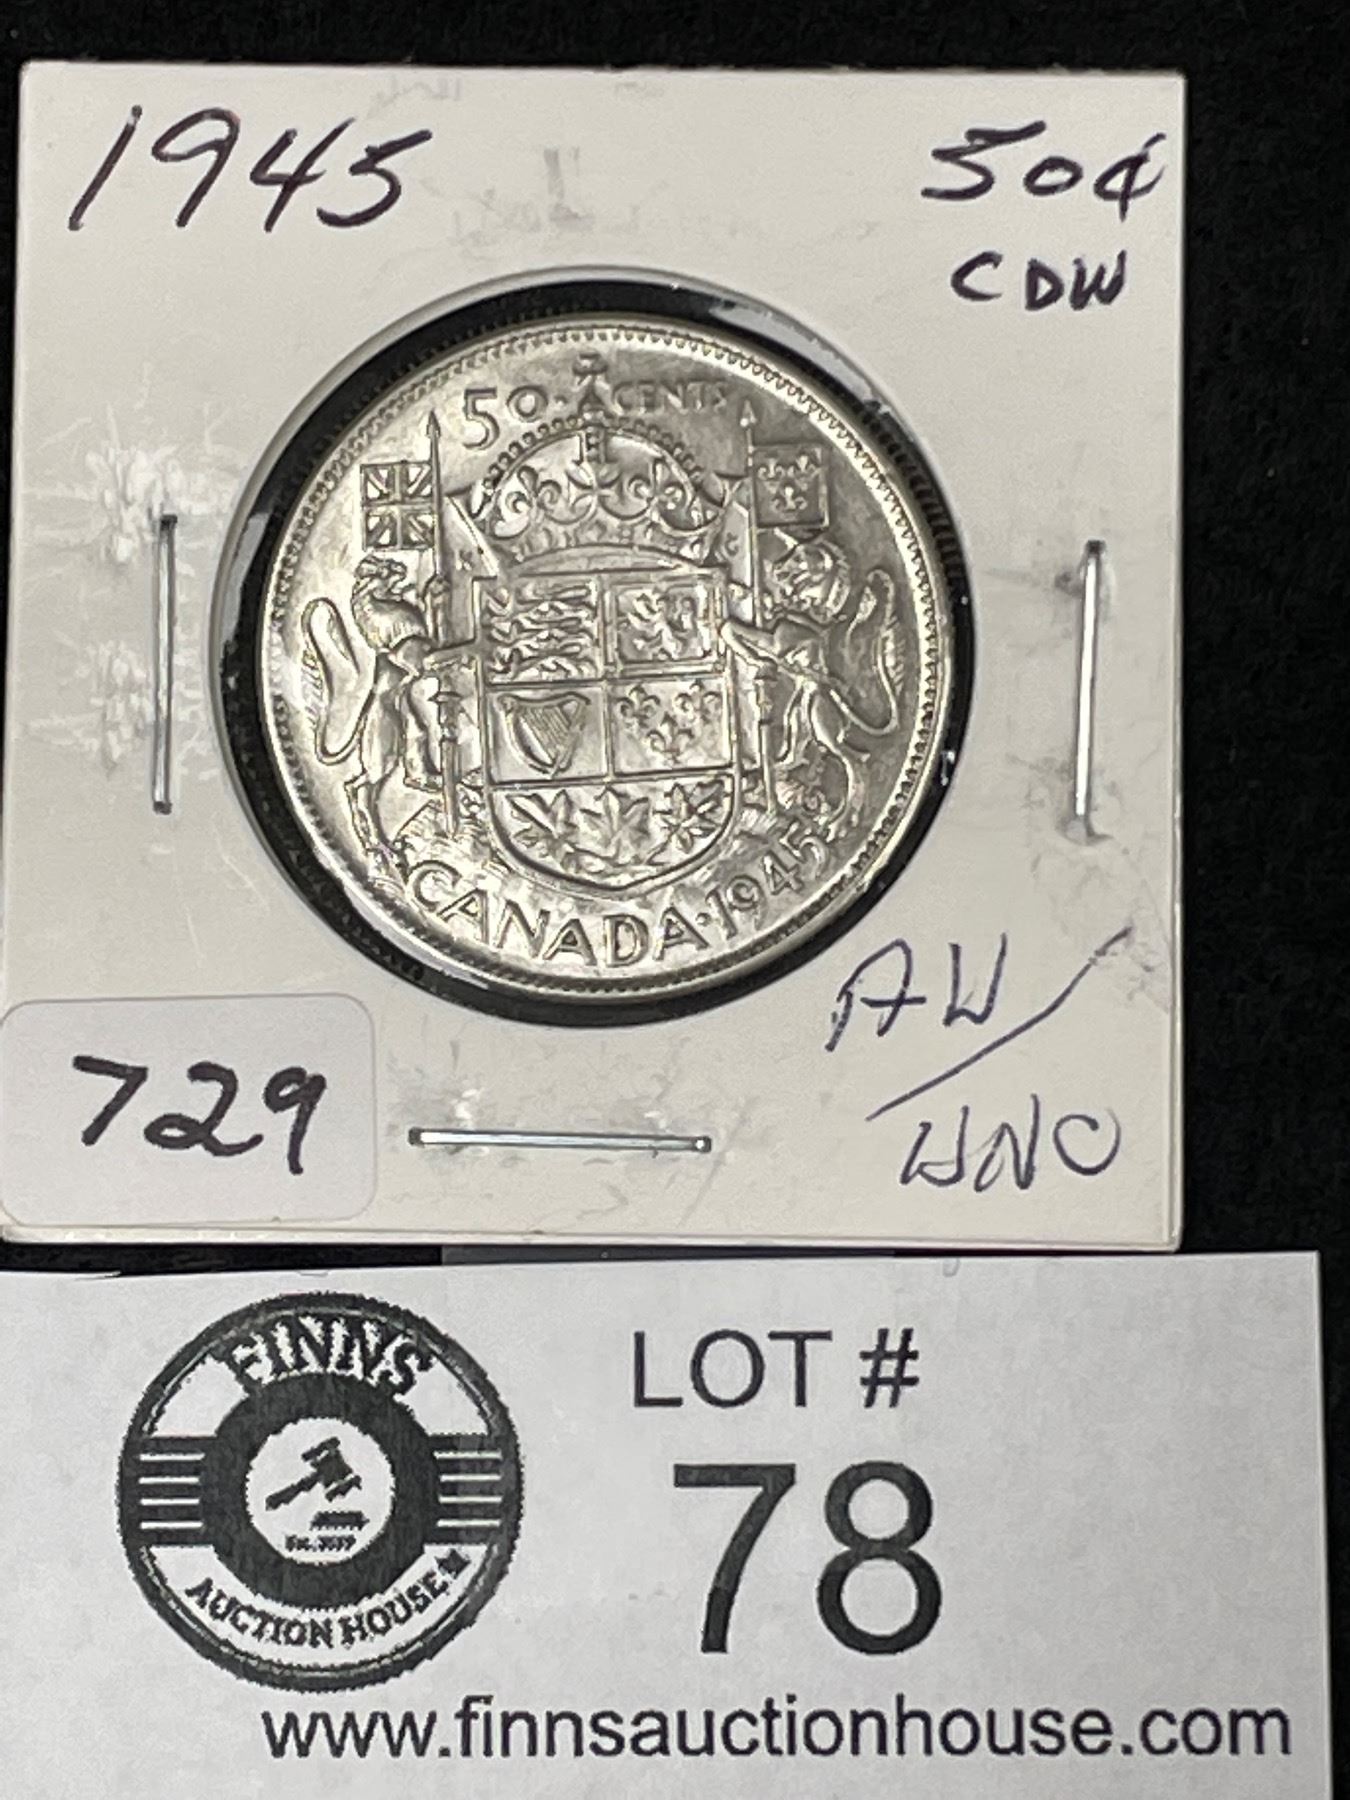 1945
50¢
CDW
50 · CENTS
K G
CANADA · 1945
AU/
UNC
729
FINNS
AUCTION HOUSE
LOT #
78
www.finnsauctionhouse.com